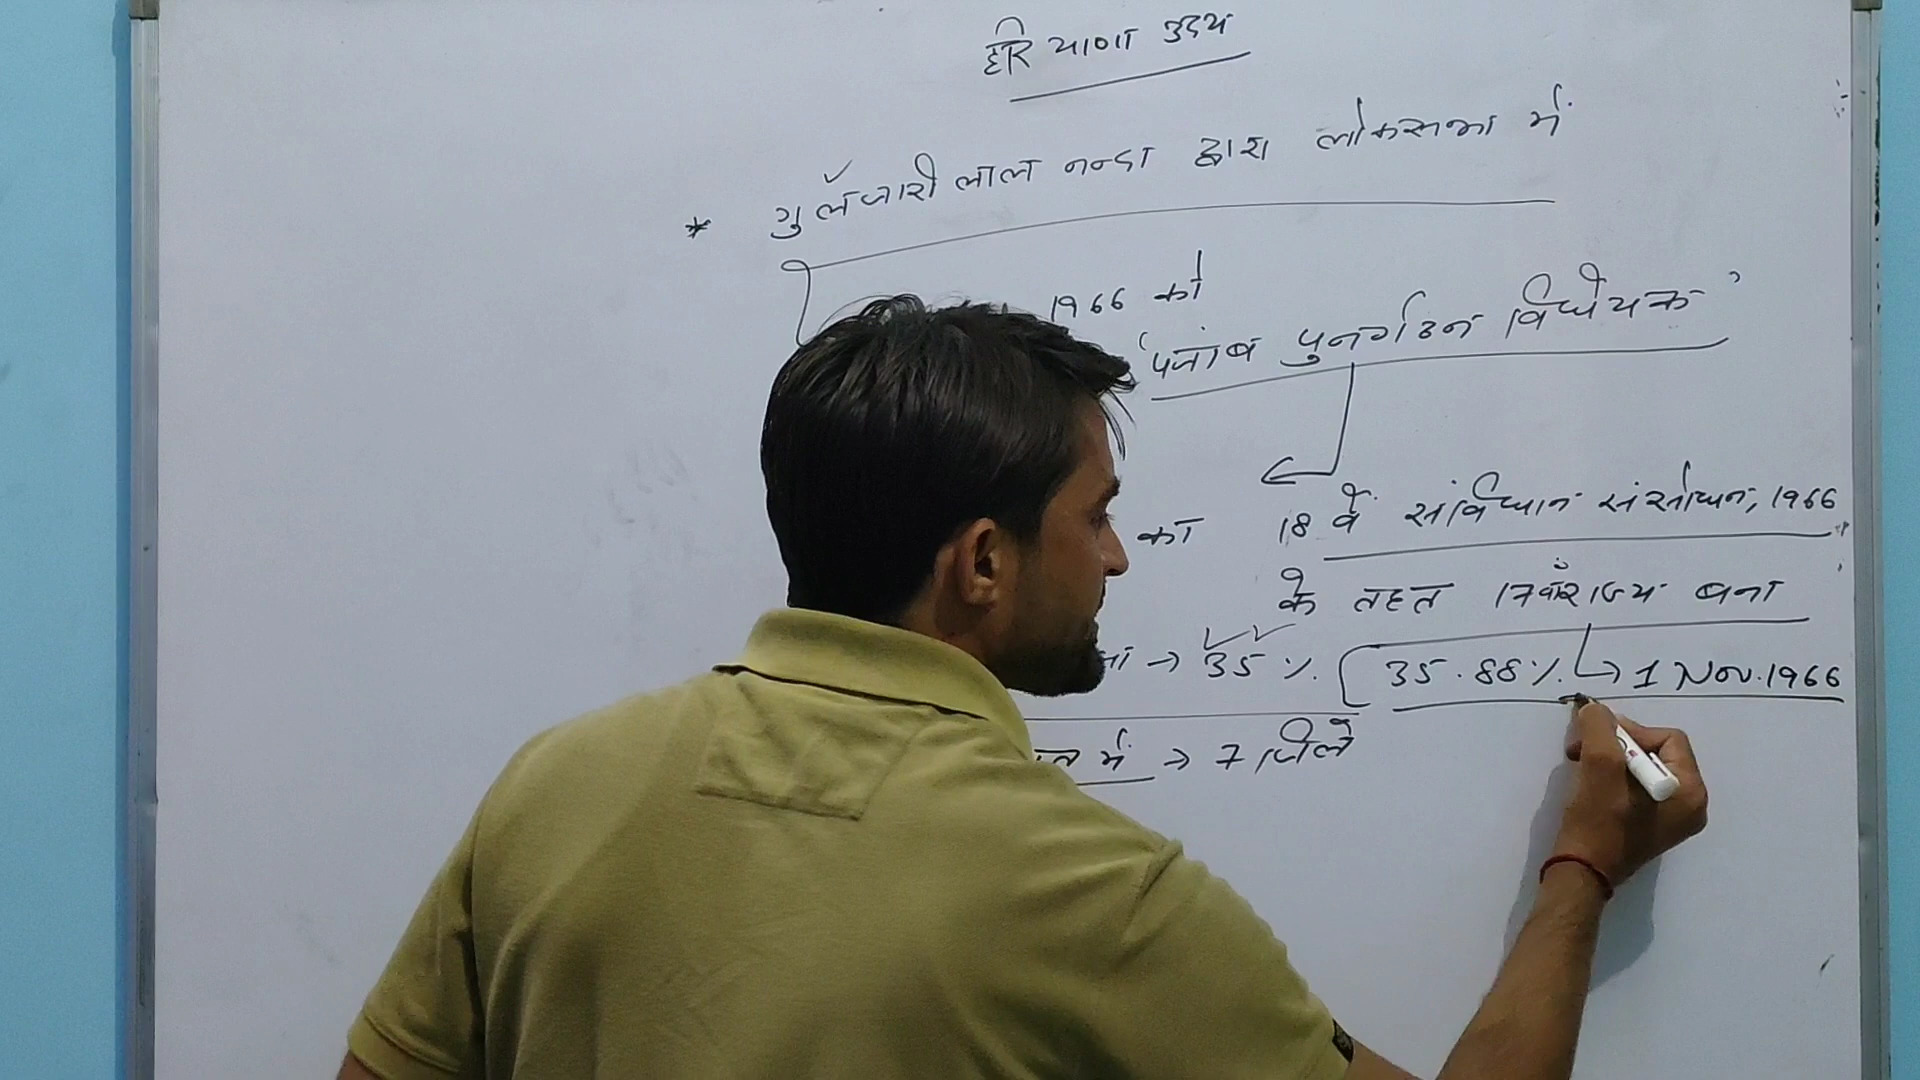 हरियाणा उदय
* गुलजारी लाल नन्दा द्वारा लोकसभा में
1966 को
'पंजाब पुनर्गठन विधेयक'
का 18 वें संविधान संशोधन, 1966
के तहत 17वाँ राज्य बना
→ 35% 35.88% → 1 Nov. 1966
में → 7 जिले